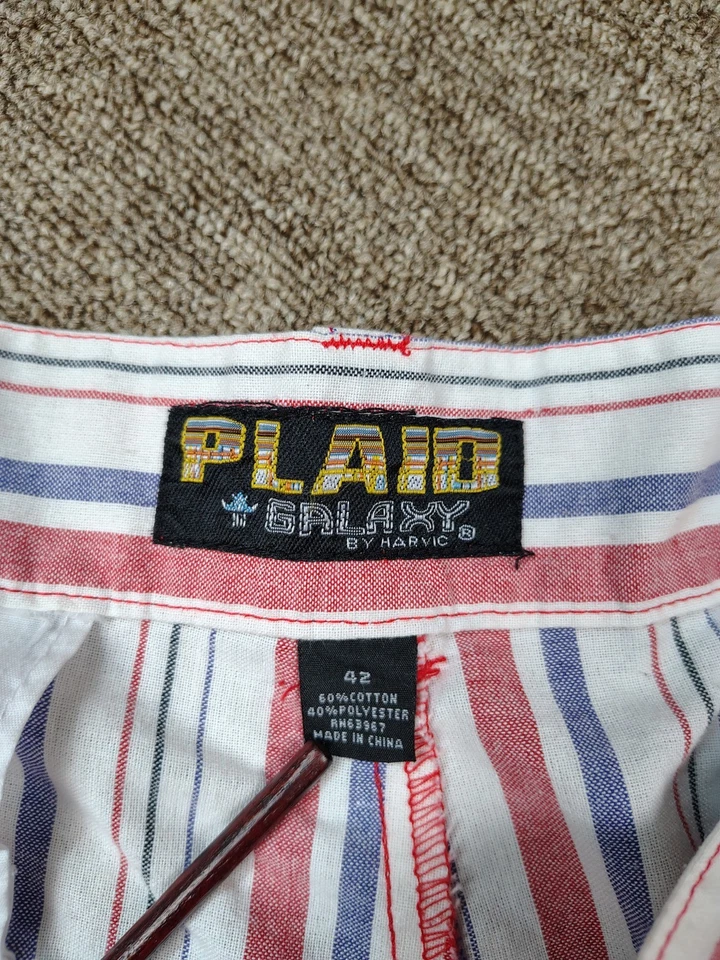 PLAID
GALAXY
BY HARVIC ®
42
60%COTTON
40%POLYESTER
RN63967
MADE IN CHINA